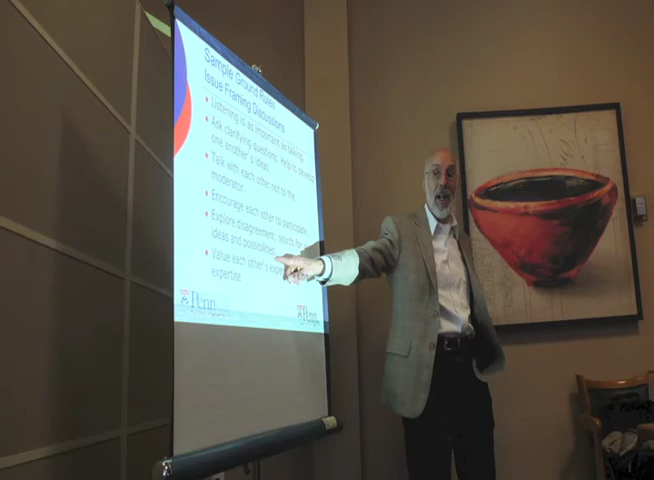 Sample Ground Rules
Issue Framing Discussions
• Listening is as important as talking.
• Ask clarifying questions. Help to develop
one another's ideas.
• Talk with each other not to the
moderator.
• Encourage each other to participate
• Explore disagreement; search for
ideas and possibilities.
• Value each other's
expertise
Penn
Penn